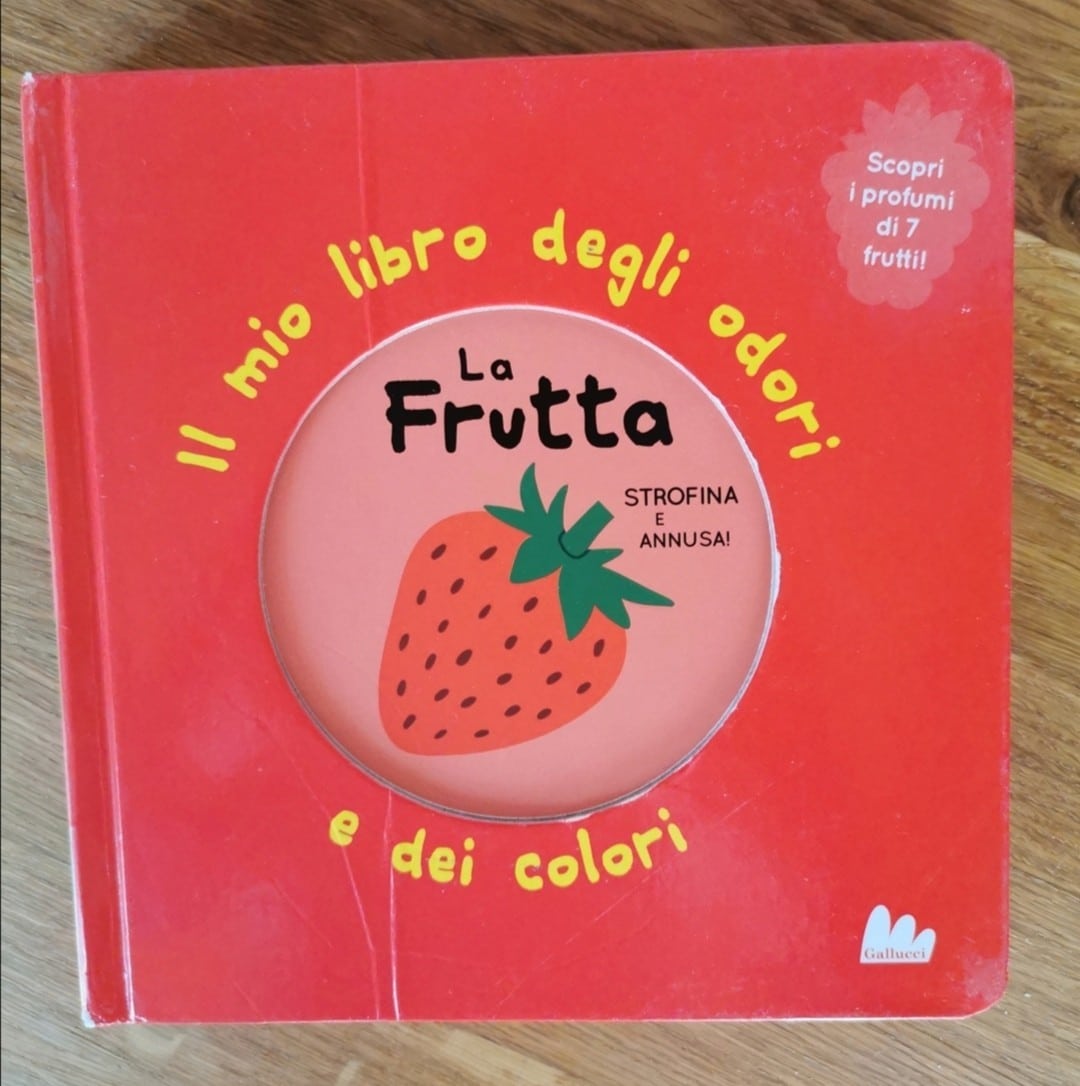 Scopri
i profumi
di 7
frutti!
Il mio libro degli odori
La
Frutta
STROFINA
E
ANNUSA!
e dei colori
Gallucci